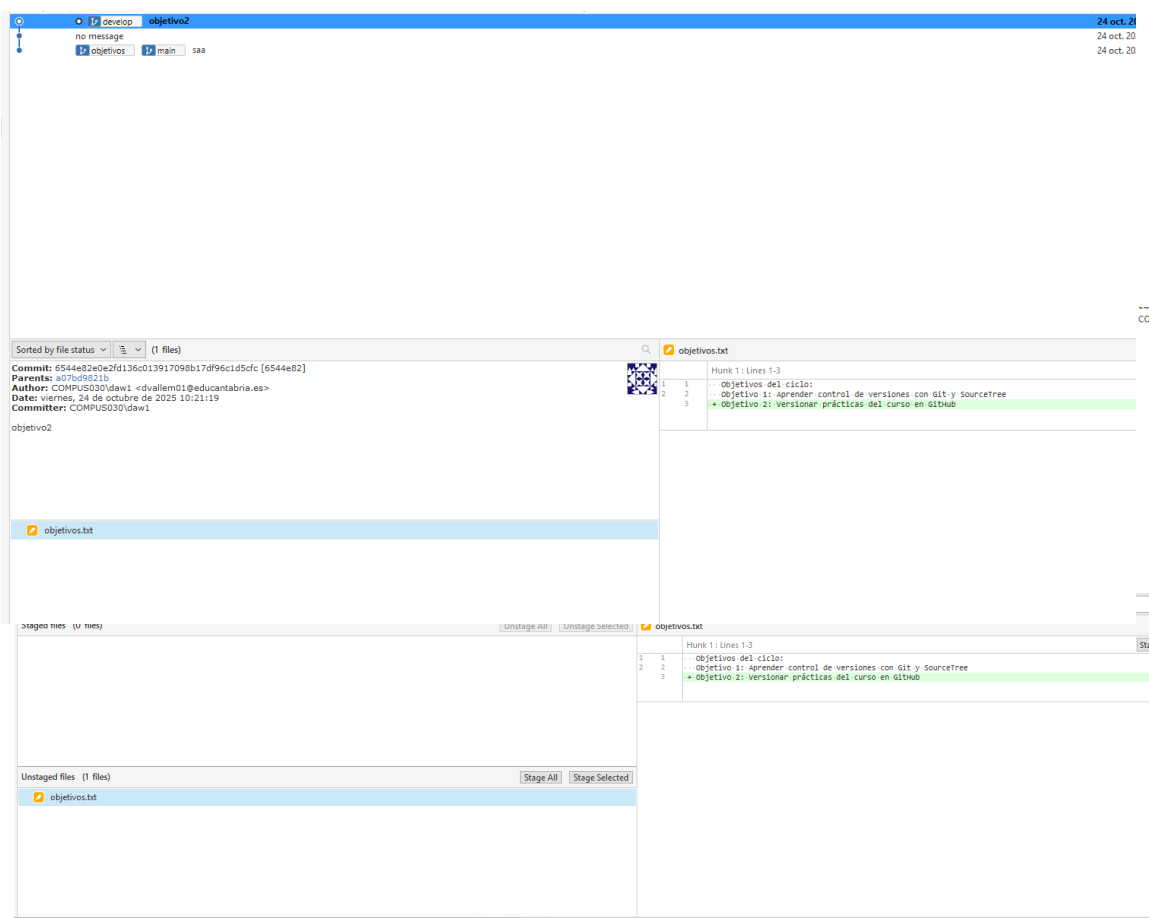 develop objetivo2 24 oct. 20
no message 24 oct. 20
objetivos main saa 24 oct. 20
CO
Sorted by file status (1 files) objetivos.txt
Commit: 6544e82e0e2fd136c013917098b17df96c1d5cfc [6544e82]
Parents: a07bd9821b
Author: COMPUS030\daw1 <dvallem01@educantabria.es>
Date: viernes, 24 de octubre de 2025 10:21:19
Committer: COMPUS030\daw1
objetivo2
objetivos.txt
Hunk 1 : Lines 1-3
1 1 Objetivos del ciclo:
2 2 Objetivo 1: Aprender control de versiones con Git y SourceTree
3 + Objetivo 2: Versionar prácticas del curso en GitHub
Staged files (0 files) Unstage All Unstage Selected objetivos.txt
Hunk 1 : Lines 1-3 Sta
1 1 Objetivos del ciclo:
2 2 Objetivo 1: Aprender control de versiones con Git y SourceTree
3 + Objetivo 2: Versionar prácticas del curso en GitHub
Unstaged files (1 files) Stage All Stage Selected
objetivos.txt